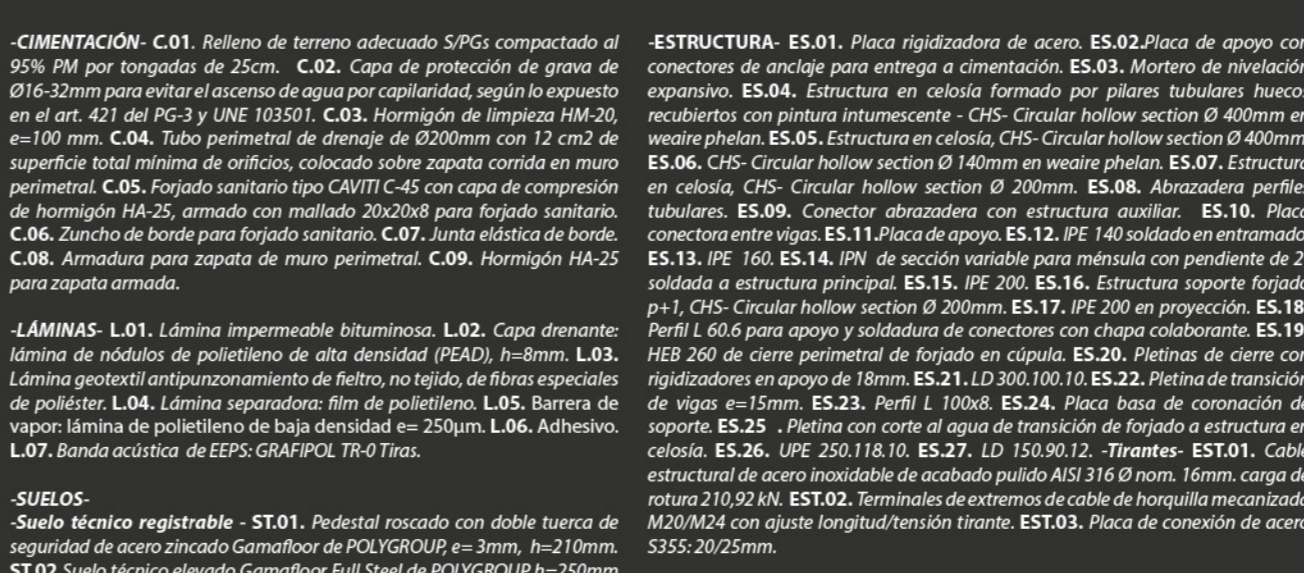 -CIMENTACIÓN- C.01. Relleno de terreno adecuado S/PGs compactado al
95% PM por tongadas de 25cm. C.02. Capa de protección de grava de
Ø16-32mm para evitar el ascenso de agua por capilaridad, según lo expuesto
en el art. 421 del PG-3 y UNE 103501. C.03. Hormigón de limpieza HM-20,
e=100 mm. C.04. Tubo perimetral de drenaje de Ø200mm con 12 cm2 de
superficie total mínima de orificios, colocado sobre zapata corrida en muro
perimetral. C.05. Forjado sanitario tipo CAVITI C-45 con capa de compresión
de hormigón HA-25, armado con mallado 20x20x8 para forjado sanitario.
C.06. Zuncho de borde para forjado sanitario. C.07. Junta elástica de borde.
C.08. Armadura para zapata de muro perimetral. C.09. Hormigón HA-25
para zapata armada.

-LÁMINAS- L.01. Lámina impermeable bituminosa. L.02. Capa drenante:
lámina de nódulos de polietileno de alta densidad (PEAD), h=8mm. L.03.
Lámina geotextil antipunzonamiento de fieltro, no tejido, de fibras especiales
de poliéster. L.04. Lámina separadora: film de polietileno. L.05. Barrera de
vapor: lámina de polietileno de baja densidad e= 250µm. L.06. Adhesivo.
L.07. Banda acústica de EEPS: GRAFIPOL TR-0 Tiras.

-SUELOS-
-Suelo técnico registrable - ST.01. Pedestal roscado con doble tuerca de
seguridad de acero zincado Gamafloor de POLYGROUP, e= 3mm, h=210mm.
ST.02 Suelo técnico elevado Gamafloor Full Steel de POLYGROUP h=250mm

-ESTRUCTURA- ES.01. Placa rigidizadora de acero. ES.02.Placa de apoyo con
conectores de anclaje para entrega a cimentación. ES.03. Mortero de nivelación
expansivo. ES.04. Estructura en celosía formado por pilares tubulares huecos
recubiertos con pintura intumescente - CHS- Circular hollow section Ø 400mm en
weaire phelan. ES.05. Estructura en celosía, CHS- Circular hollow section Ø 400mm
ES.06. CHS- Circular hollow section Ø 140mm en weaire phelan. ES.07. Estructura
en celosía, CHS- Circular hollow section Ø 200mm. ES.08. Abrazadera perfiles
tubulares. ES.09. Conector abrazadera con estructura auxiliar. ES.10. Placa
conectora entre vigas. ES.11.Placa de apoyo. ES.12. IPE 140 soldado en entramado
ES.13. IPE 160. ES.14. IPN de sección variable para ménsula con pendiente de 2
soldada a estructura principal. ES.15. IPE 200. ES.16. Estructura soporte forjado
p+1, CHS- Circular hollow section Ø 200mm. ES.17. IPE 200 en proyección. ES.18
Perfil L 60.6 para apoyo y soldadura de conectores con chapa colaborante. ES.19
HEB 260 de cierre perimetral de forjado en cúpula. ES.20. Pletinas de cierre con
rigidizadores en apoyo de 18mm. ES.21. LD 300.100.10. ES.22. Pletina de transición
de vigas e=15mm. ES.23. Perfil L 100x8. ES.24. Placa basa de coronación de
soporte. ES.25 . Pletina con corte al agua de transición de forjado a estructura en
celosía. ES.26. UPE 250.118.10. ES.27. LD 150.90.12. -Tirantes- EST.01. Cable
estructural de acero inoxidable de acabado pulido AISI 316 Ø nom. 16mm. carga de
rotura 210,92 kN. EST.02. Terminales de extremos de cable de horquilla mecanizada
M20/M24 con ajuste longitud/tensión tirante. EST.03. Placa de conexión de acero
S355: 20/25mm.